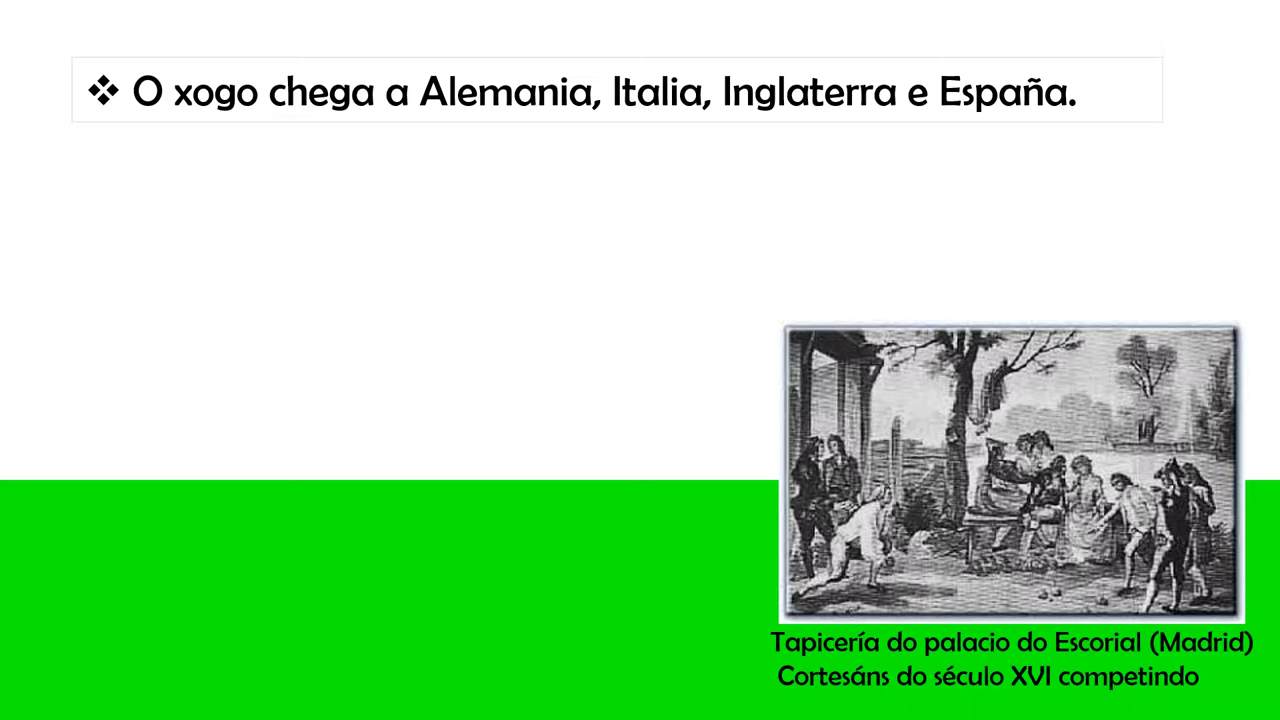 ❖ O xogo chega a Alemania, Italia, Inglaterra e España.
Tapicería do palacio do Escorial (Madrid)
Cortesáns do século XVI competindo